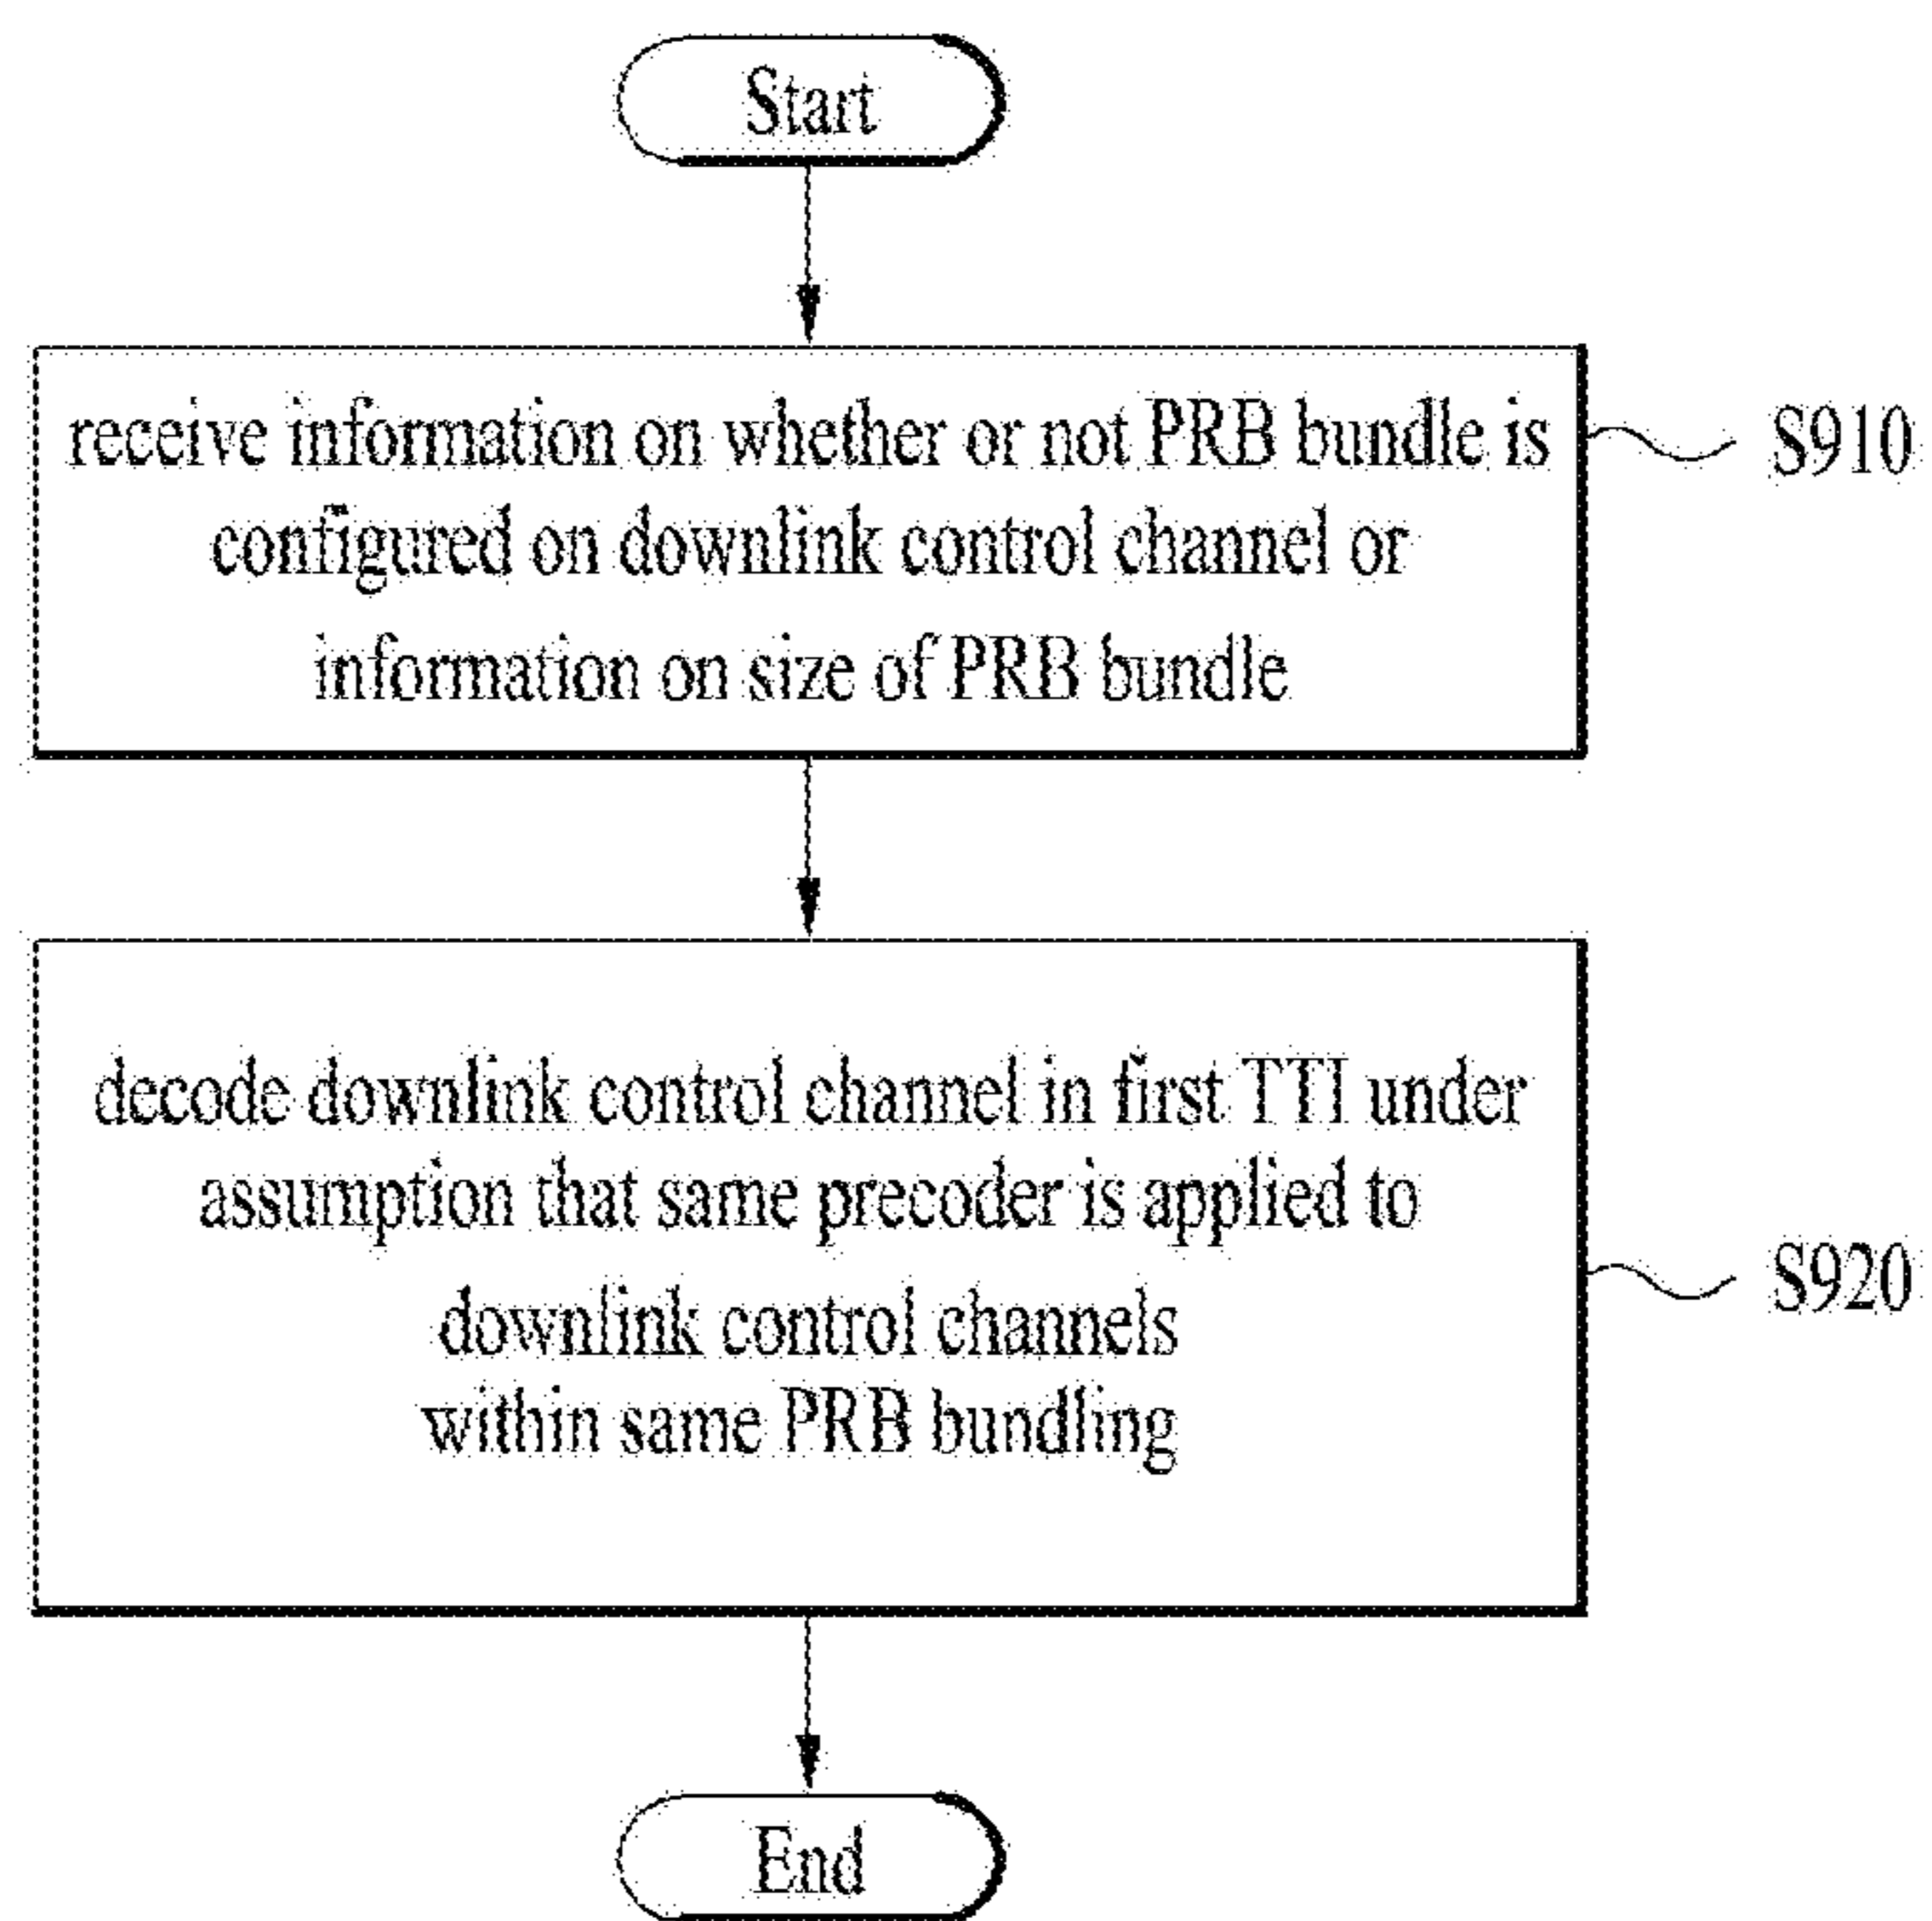 Start
receive information on whether or not PRB bundle is
configured on downlink control channel or
information on size of PRB bundle
S910
decode downlink control channel in first TTI under
assumption that same precoder is applied to
downlink control channels
within same PRB bundling
S920
End